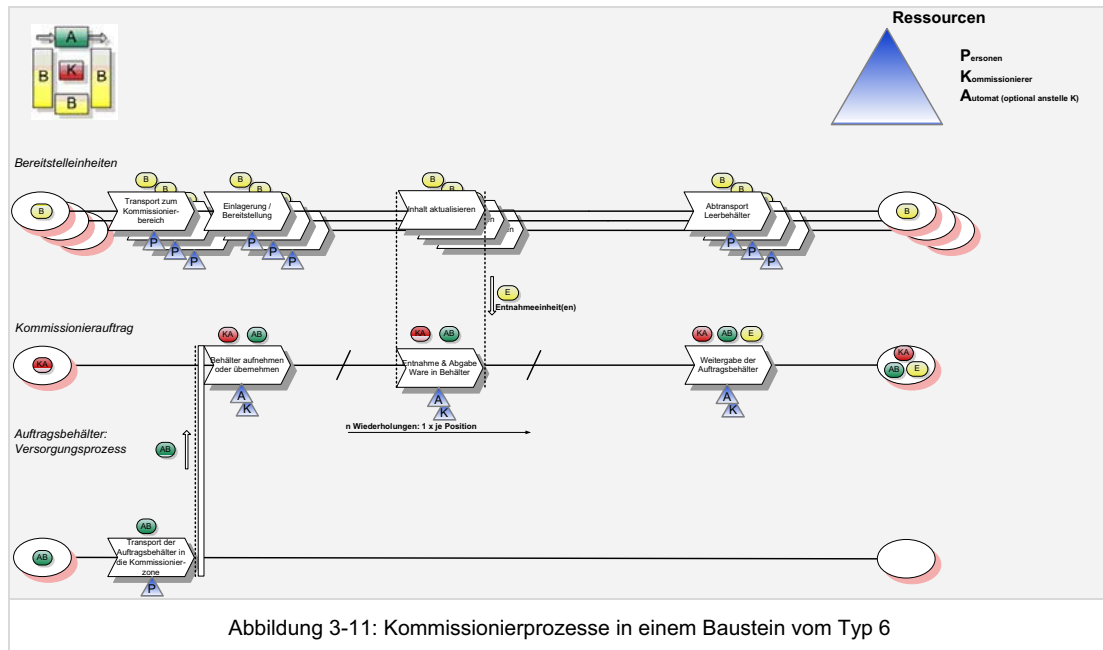 Ressourcen
A
B
K
B
B
Personen
Kommissionierer
Automat (optional anstelle K)
Bereitstelleinheiten
B
B
B
B
B
B
B
B
B
B
Transport zum
Kommissionier-
bereich
Einlagerung /
Bereitstellung
Inhalt aktualisieren
en
Abtransport
Leerbehälter
P
P
P
P
P
P
P
P
P
E
Entnahmeeinheit(en)
Kommissionierauftrag
KA
AB
KA
AB
KA
AB
E
KA
Behälter aufnehmen
oder übernehmen
Entnahme & Abgabe
Ware in Behälter
Weitergabe der
Auftragsbehälter
KA
AB
E
A
K
A
K
A
K
n Wiederholungen: 1 x je Position
Auftragsbehälter:
Versorgungsprozess
AB
AB
AB
Transport der
Auftragsbehälter in
die Kommissionier-
zone
P
Abbildung 3-11: Kommissionierprozesse in einem Baustein vom Typ 6